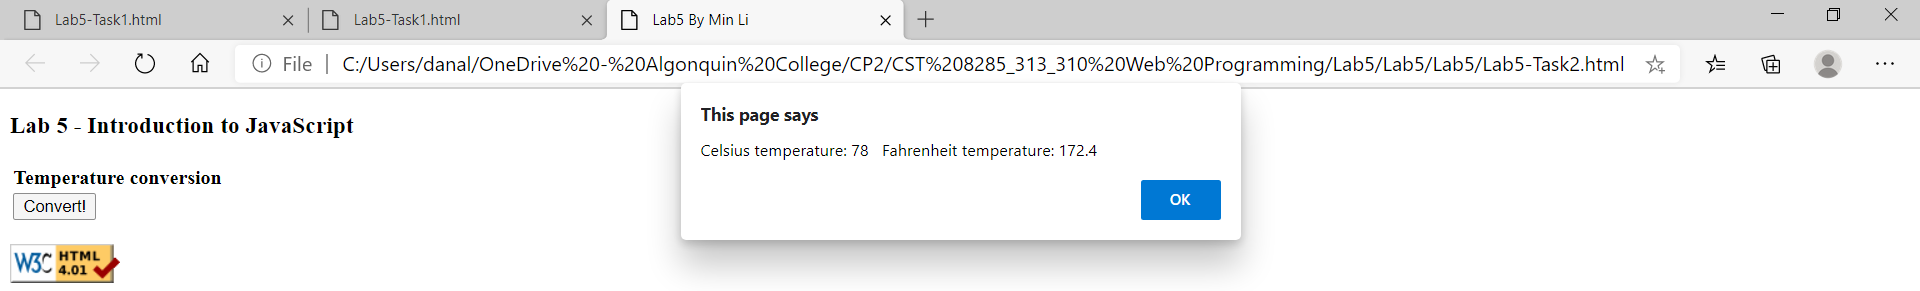 Lab5-Task1.html
Lab5-Task1.html
Lab5 By Min Li
File | C:/Users/danal/OneDrive%20-%20Algonquin%20College/CP2/CST%208285_313_310%20Web%20Programming/Lab5/Lab5/Lab5/Lab5-Task2.html
This page says
Celsius temperature: 78   Fahrenheit temperature: 172.4
OK
Lab 5 - Introduction to JavaScript
Temperature conversion
Convert!
W3C HTML
4.01